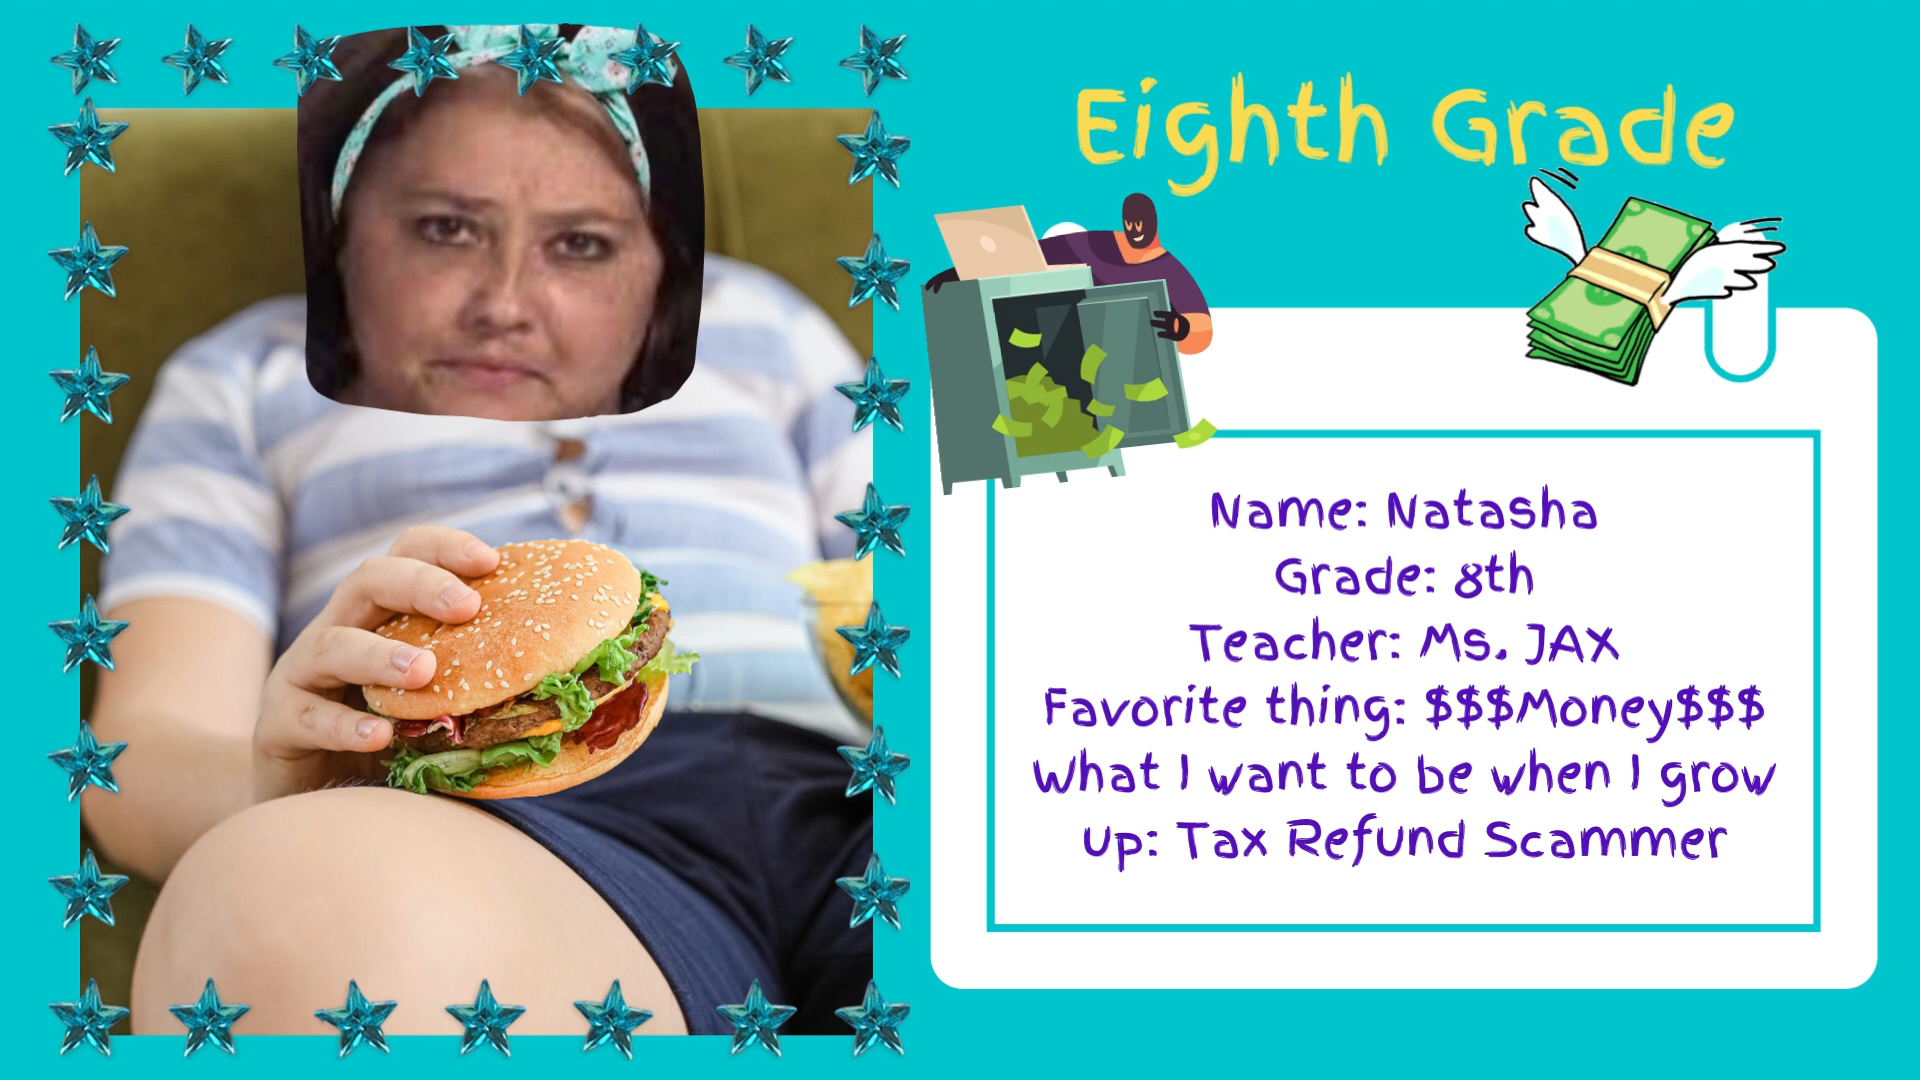 Eighth Grade
Name: Natasha
Grade: 8th
Teacher: Ms. JAX
Favorite thing: $$$Money$$$
What I want to be when I grow
up: Tax Refund Scammer